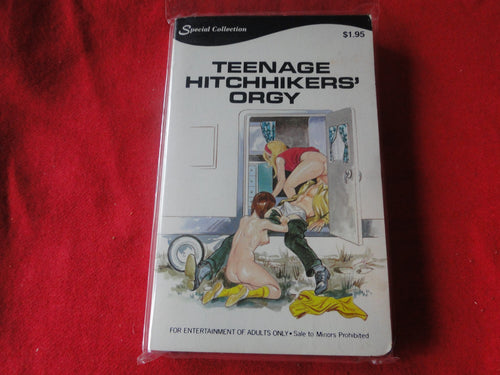 Special Collection
$1.95
TEENAGE
HITCHHIKERS'
ORGY
FOR ENTERTAINMENT OF ADULTS ONLY • Sale to Minors Prohibited